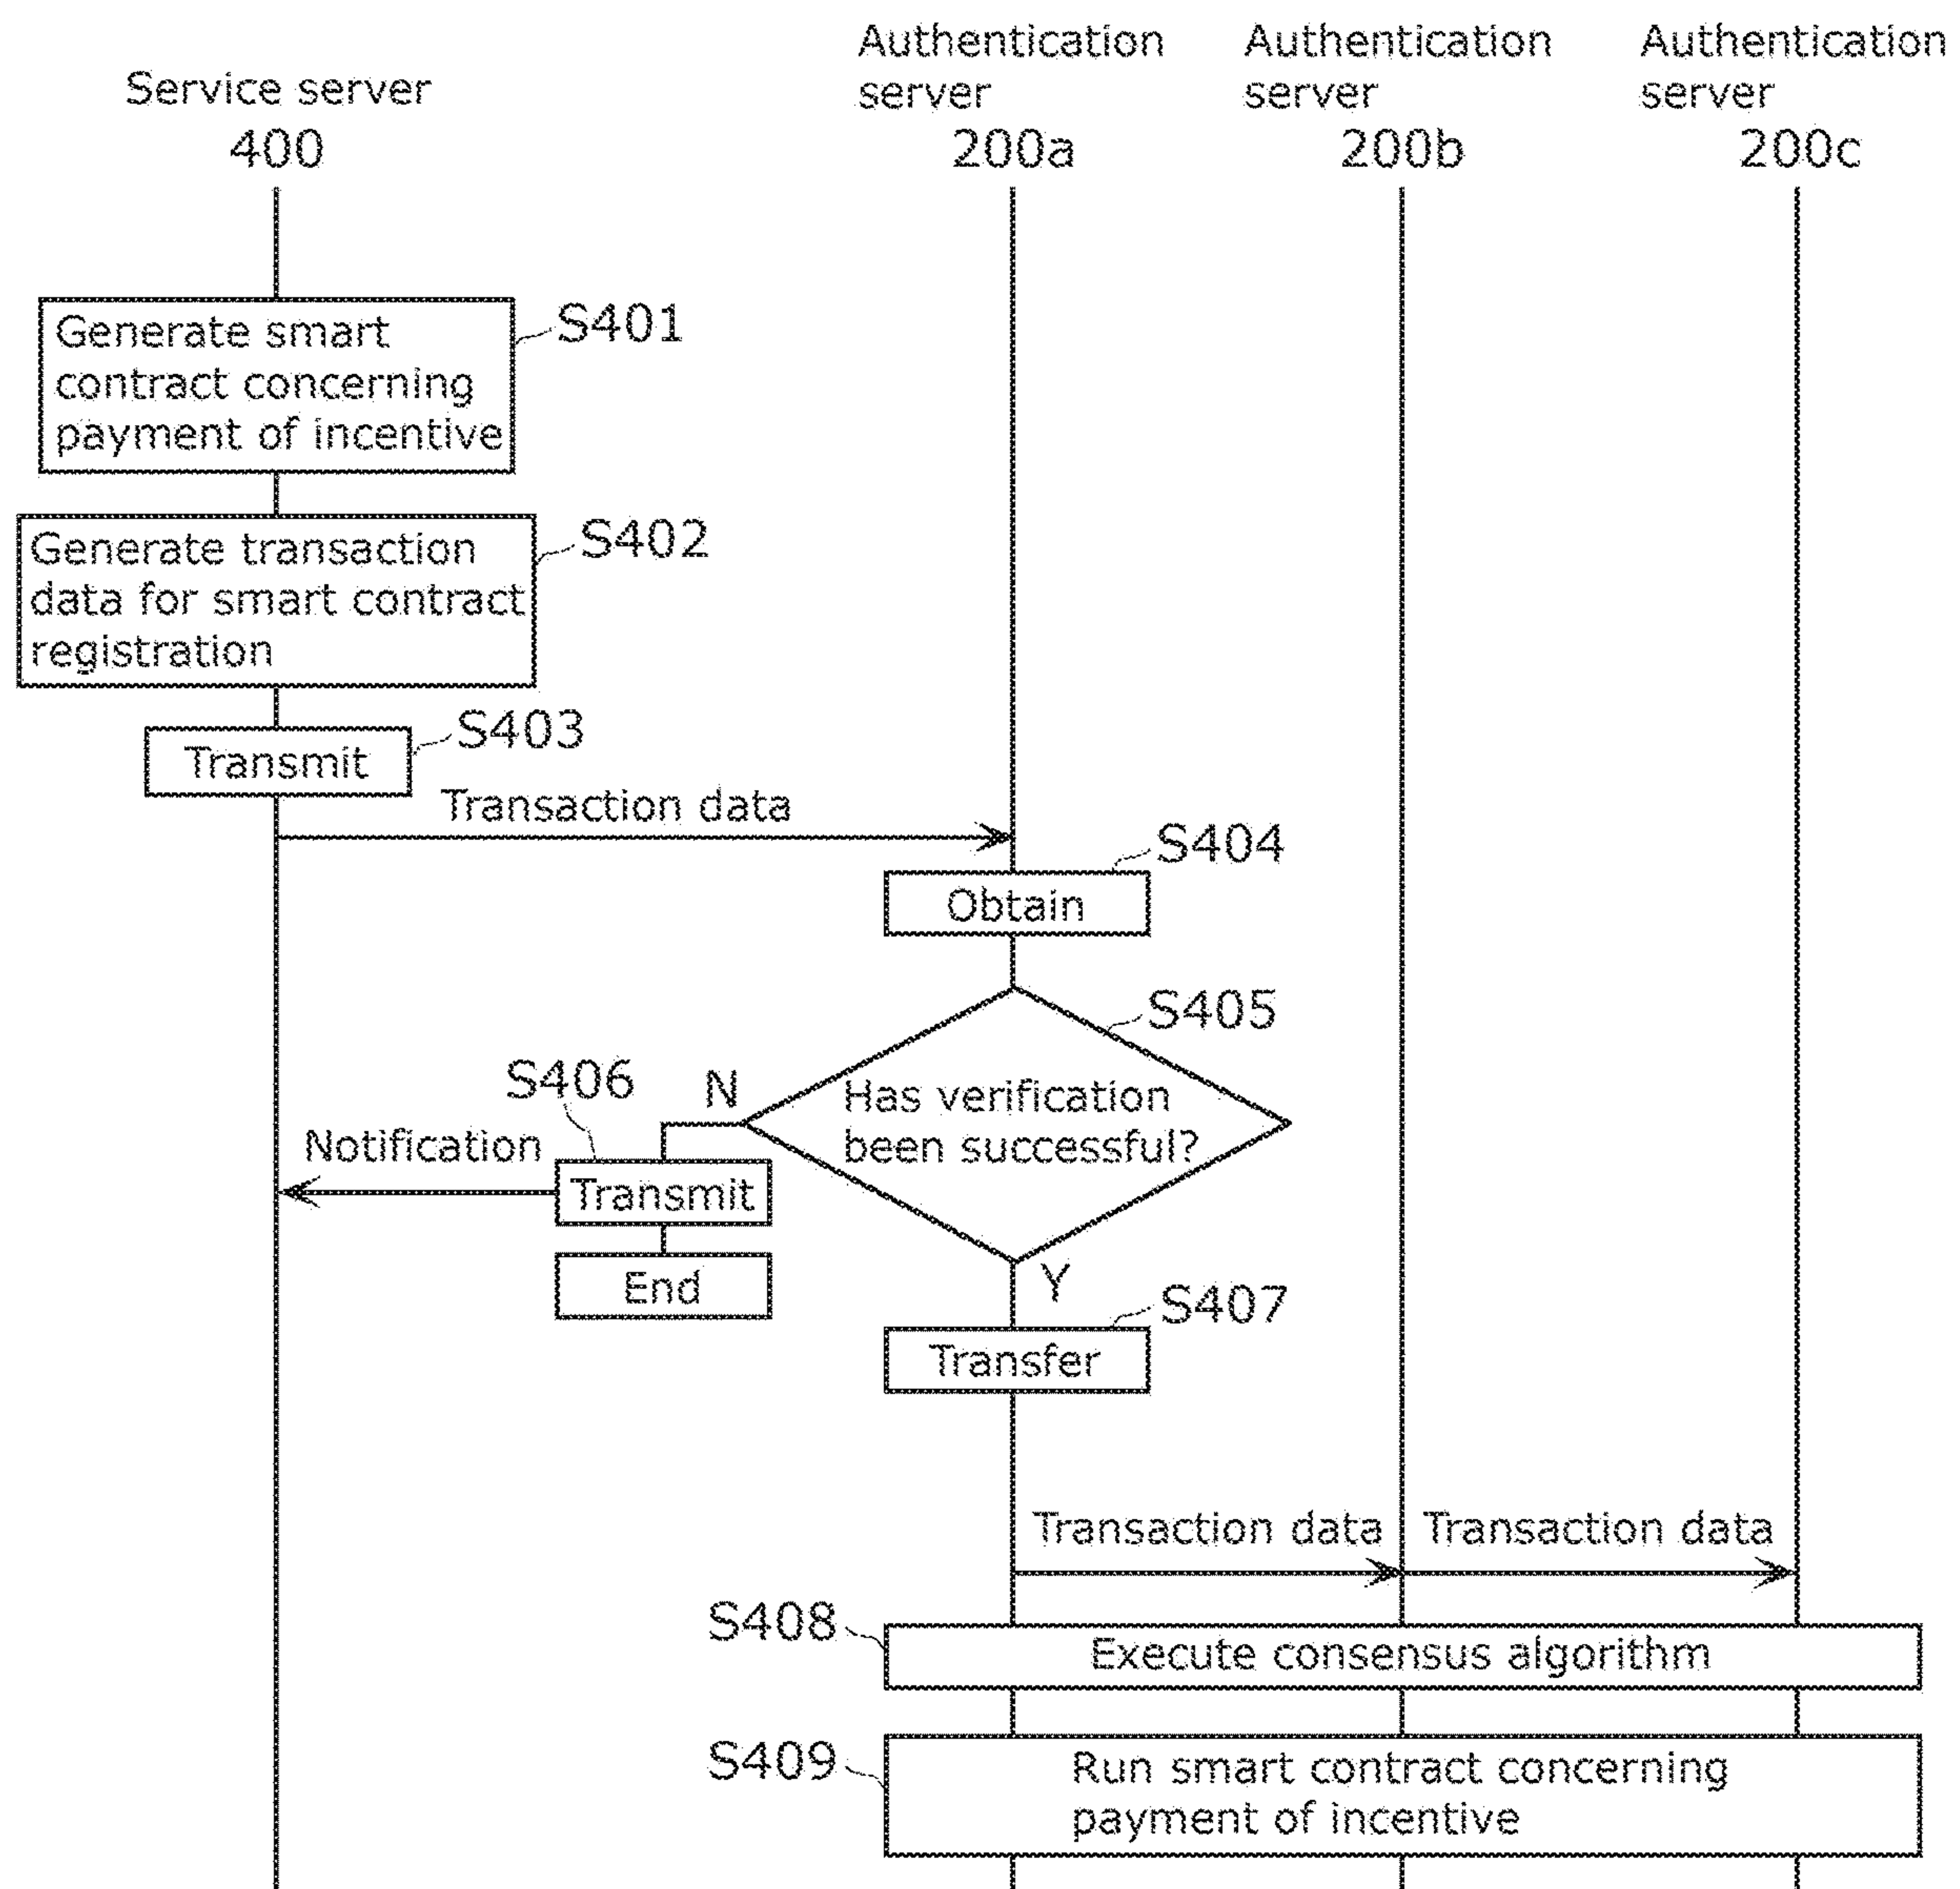 Service server
400
Authentication
server
200a
Authentication
server
200b
Authentication
server
200c
Generate smart
contract concerning
payment of incentive
S401
Generate transaction
data for smart contract
registration
S402
Transmit
S403
Transaction data
S404
Obtain
S405
Has verification
been successful?
N
S406
Notification
Transmit
End
Y
S407
Transfer
Transaction data
Transaction data
S408
Execute consensus algorithm
S409
Run smart contract concerning
payment of incentive